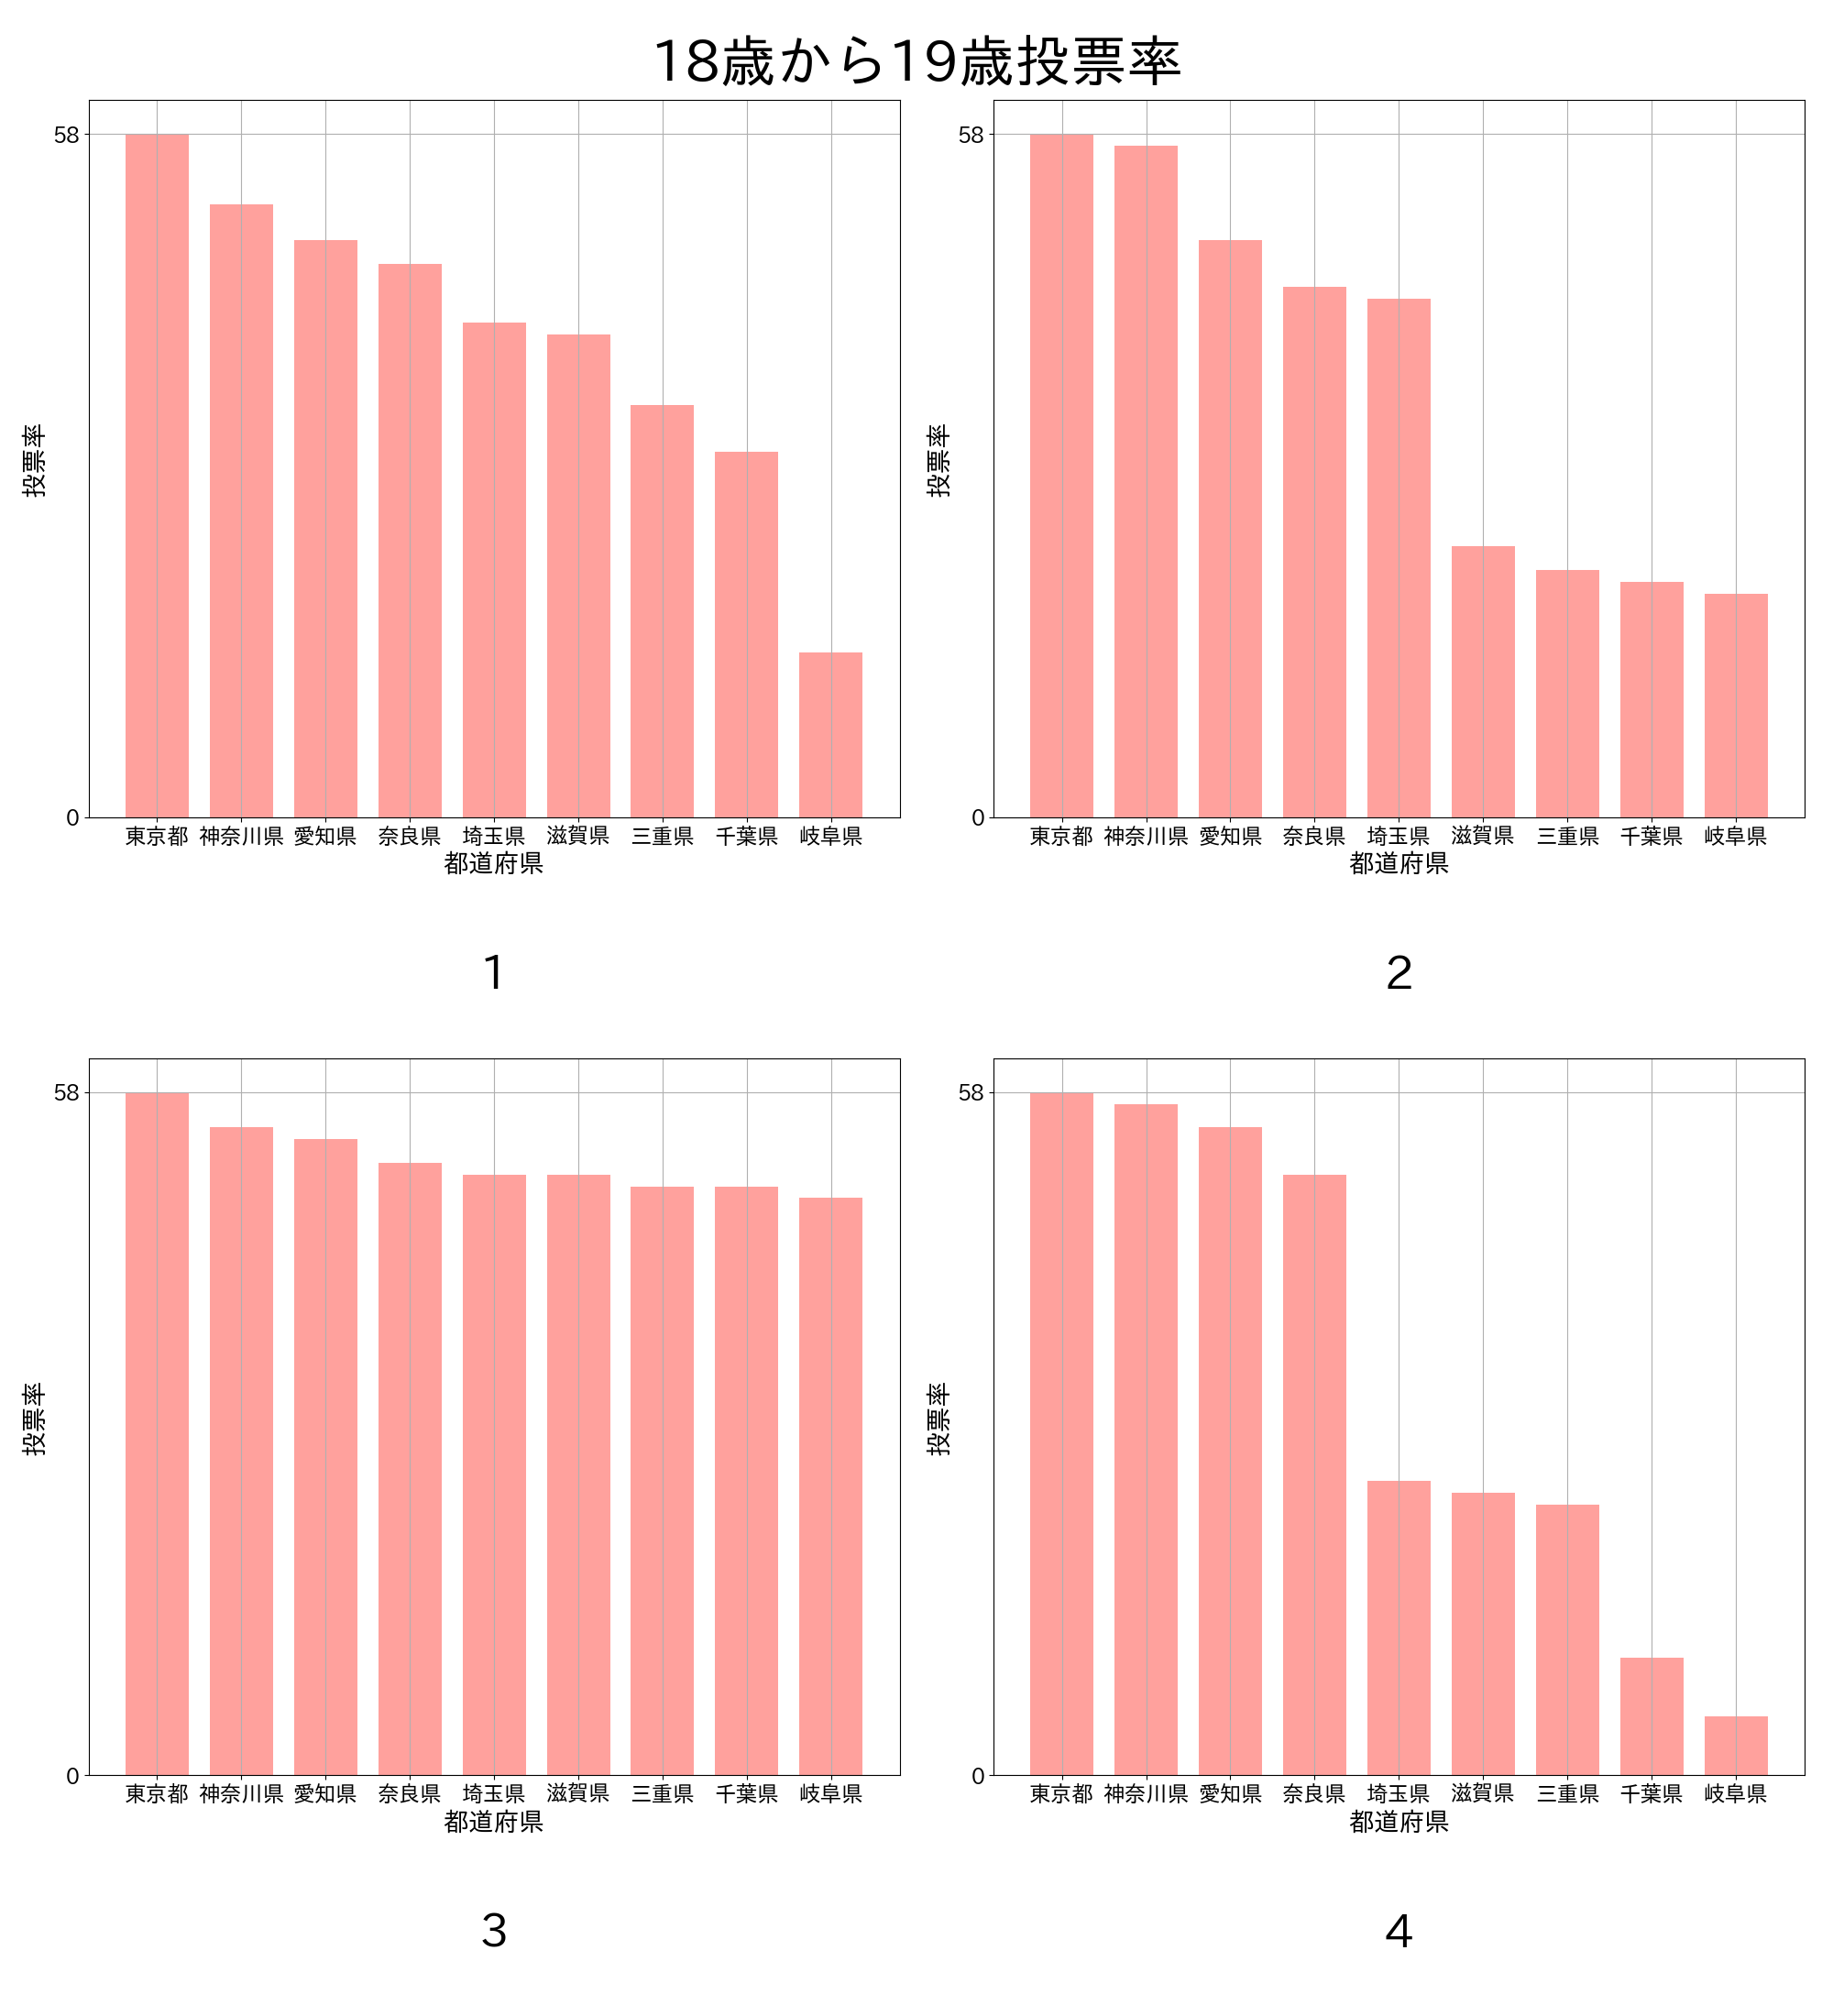 18歳から19歳投票率
58
0
投票率
東京都 神奈川県 愛知県 奈良県 埼玉県 滋賀県 三重県 千葉県 岐阜県
都道府県
1
58
0
投票率
東京都 神奈川県 愛知県 奈良県 埼玉県 滋賀県 三重県 千葉県 岐阜県
都道府県
2
58
0
投票率
東京都 神奈川県 愛知県 奈良県 埼玉県 滋賀県 三重県 千葉県 岐阜県
都道府県
3
58
0
投票率
東京都 神奈川県 愛知県 奈良県 埼玉県 滋賀県 三重県 千葉県 岐阜県
都道府県
4